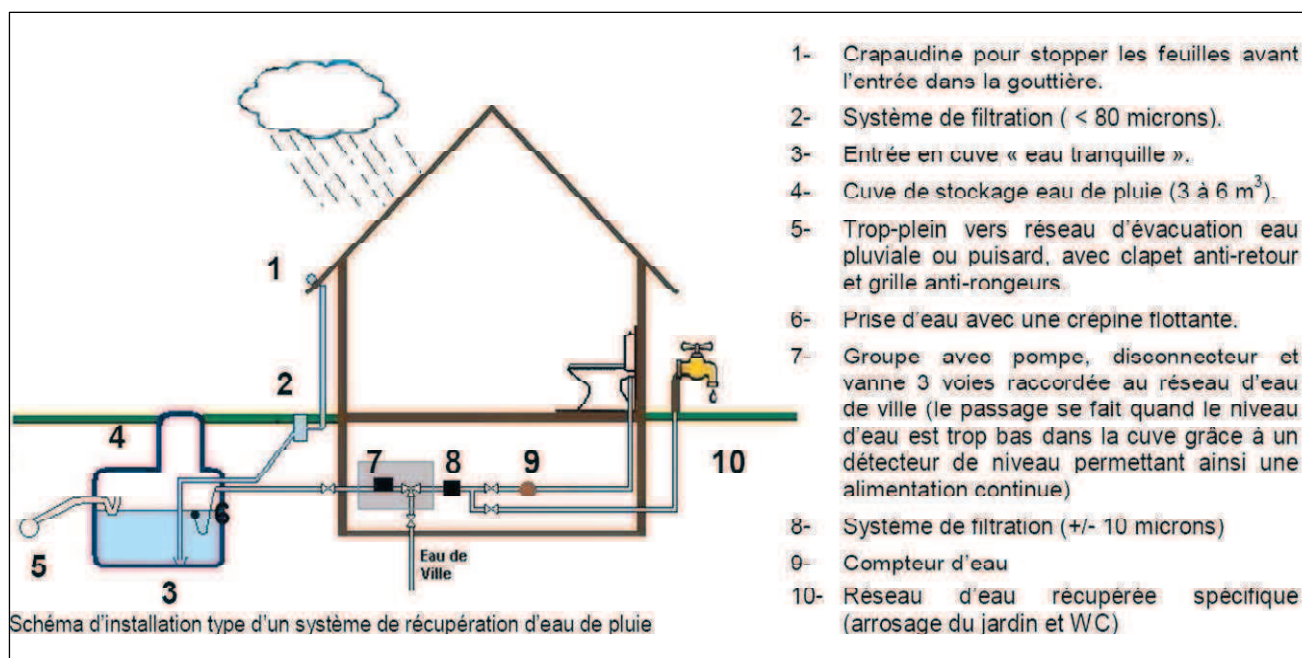 1- Crapaudine pour stopper les feuilles avant
l'entrée dans la gouttière.
2- Système de filtration ( < 80 microns).
3- Entrée en cuve « eau tranquille ».
4- Cuve de stockage eau de pluie (3 à 6 m³).
5- Trop-plein vers réseau d'évacuation eau
pluviale ou puisard, avec clapet anti-retour
et grille anti-rongeurs.
6- Prise d'eau avec une crépine flottante.
7- Groupe avec pompe, disconnecteur et
vanne 3 voies raccordée au réseau d'eau
de ville (le passage se fait quand le niveau
d'eau est trop bas dans la cuve grâce à un
détecteur de niveau permettant ainsi une
alimentation continue)
8- Système de filtration (+/- 10 microns)
9- Compteur d'eau
10- Réseau d'eau récupérée spécifique
(arrosage du jardin et WC)
1
2
4
7
8
9
10
6
5
3
Eau de
Ville
Schéma d'installation type d'un système de récupération d'eau de pluie